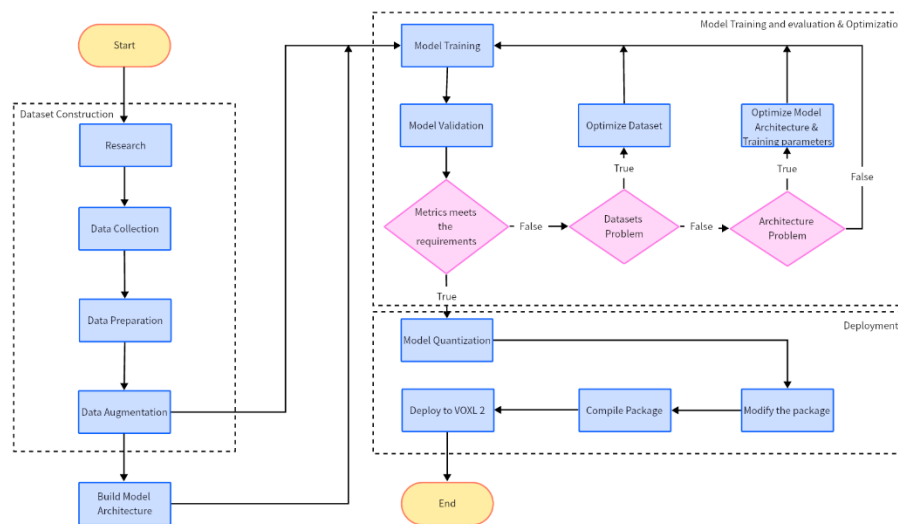 Start
Dataset Construction
Research
Data Collection
Data Preparation
Data Augmentation
Build Model
Architecture
Model Training and evaluation & Optimizatio
Model Training
Model Validation
Optimize Dataset
Optimize Model
Architecture &
Training parameters
Metrics meets
the
requirements
False
Datasets
Problem
True
False
Architecture
Problem
True
False
True
Deployment
Model Quantization
Modify the package
Compile Package
Deploy to VOXL 2
End